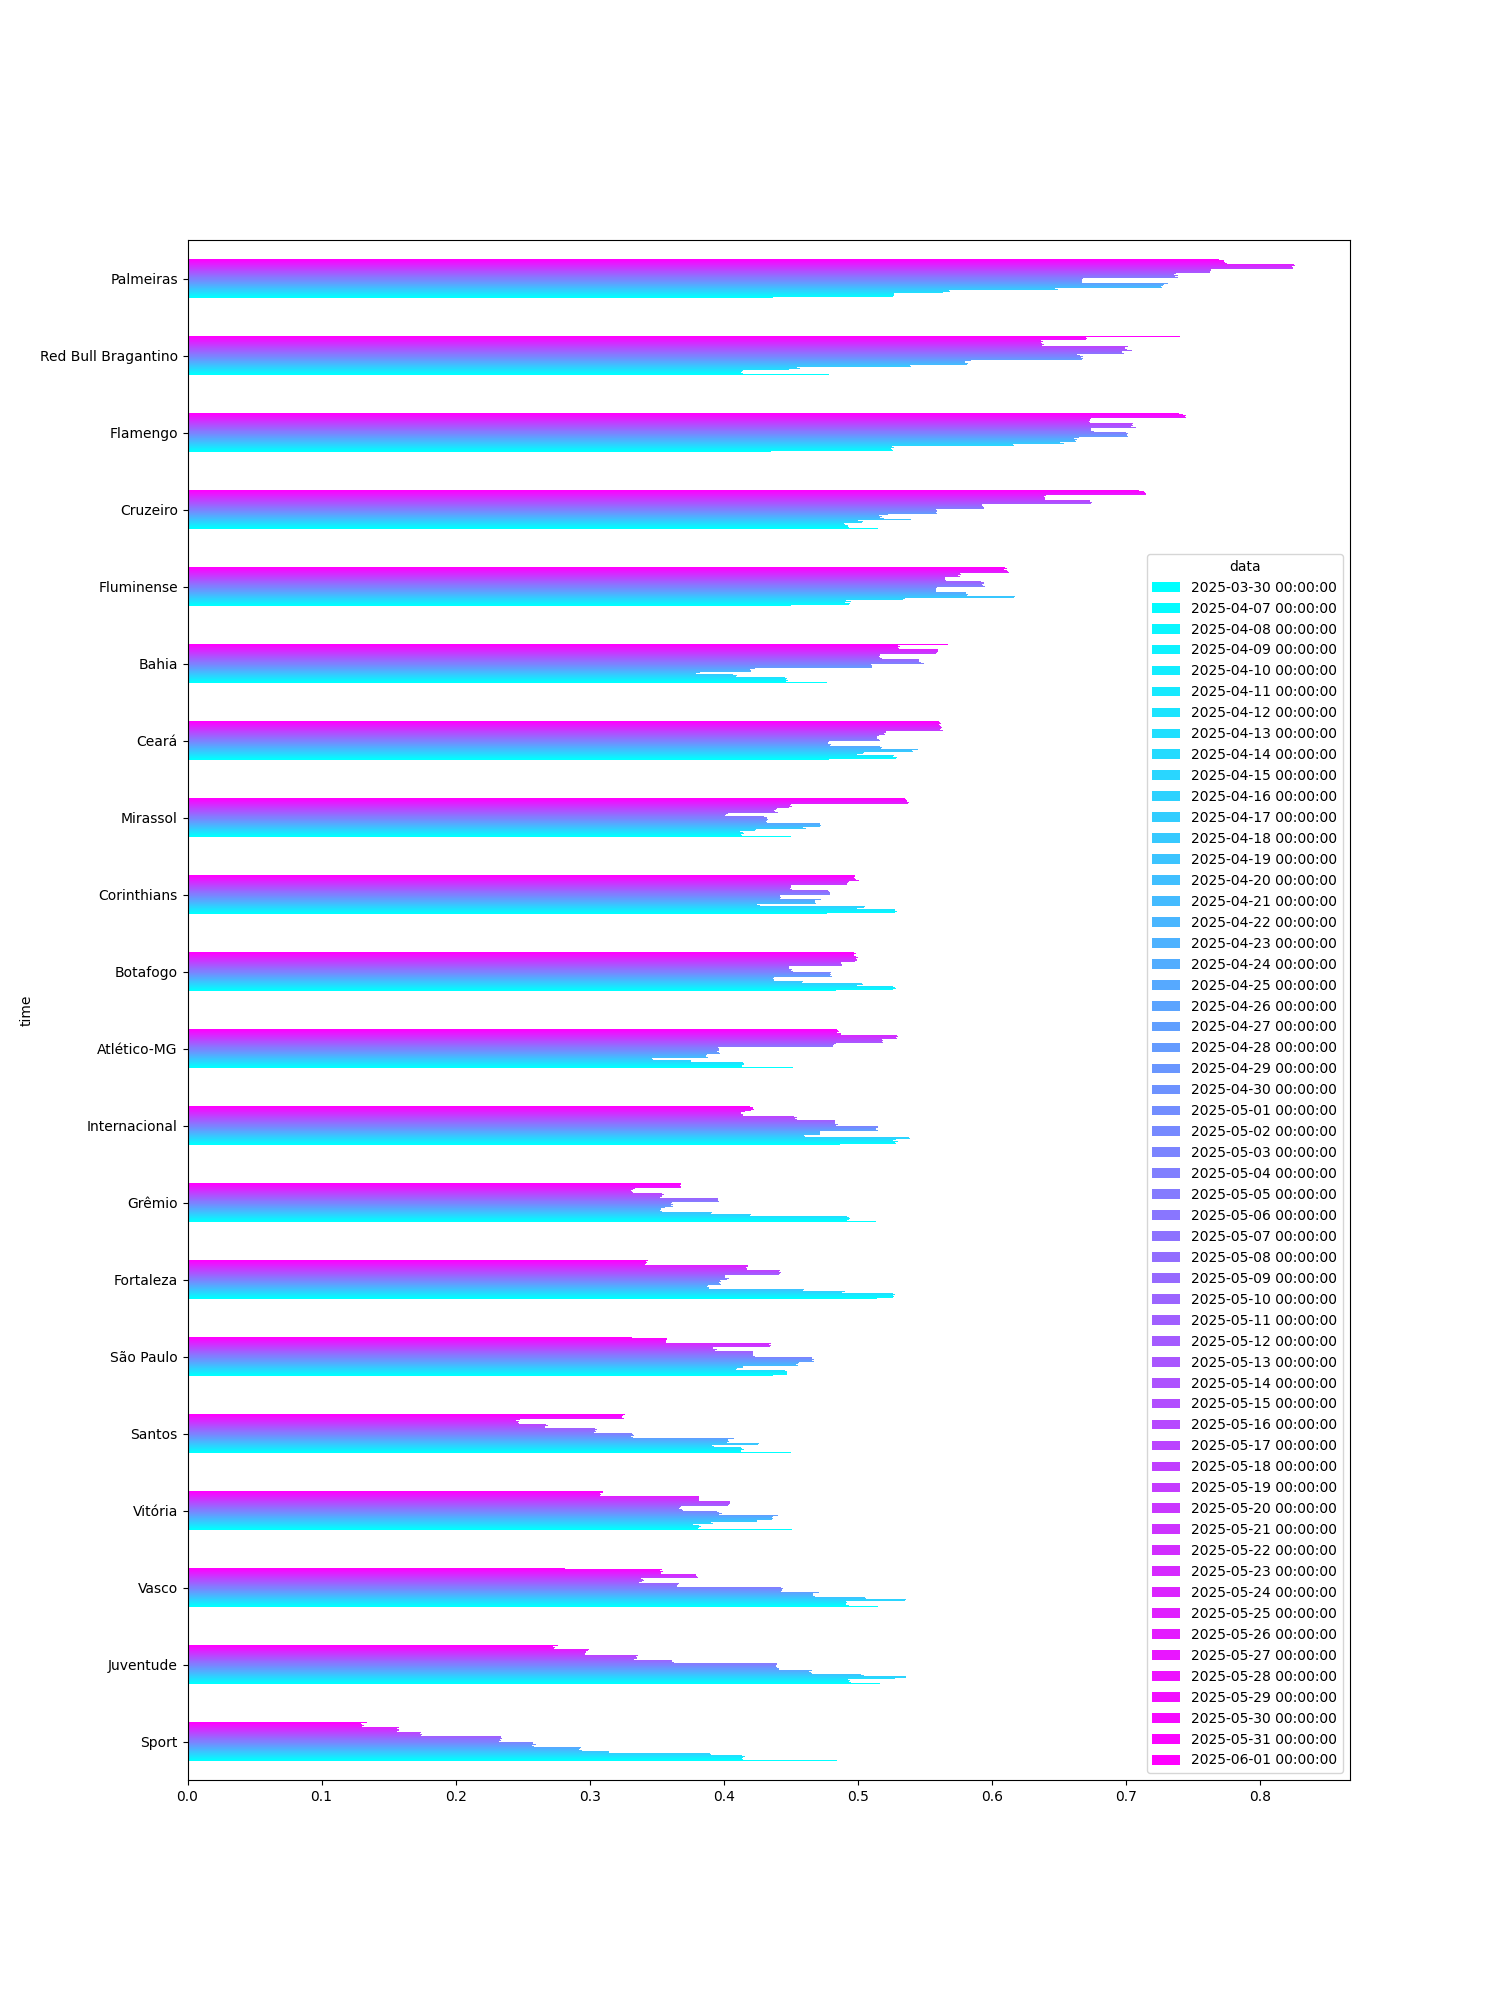 Palmeiras
Red Bull Bragantino
Flamengo
Cruzeiro
Fluminense
Bahia
Ceará
Mirassol
Corinthians
Botafogo
time
Atlético-MG
Internacional
Grêmio
Fortaleza
São Paulo
Santos
Vitória
Vasco
Juventude
Sport
0.0 0.1 0.2 0.3 0.4 0.5 0.6 0.7 0.8
data
2025-03-30 00:00:00
2025-04-07 00:00:00
2025-04-08 00:00:00
2025-04-09 00:00:00
2025-04-10 00:00:00
2025-04-11 00:00:00
2025-04-12 00:00:00
2025-04-13 00:00:00
2025-04-14 00:00:00
2025-04-15 00:00:00
2025-04-16 00:00:00
2025-04-17 00:00:00
2025-04-18 00:00:00
2025-04-19 00:00:00
2025-04-20 00:00:00
2025-04-21 00:00:00
2025-04-22 00:00:00
2025-04-23 00:00:00
2025-04-24 00:00:00
2025-04-25 00:00:00
2025-04-26 00:00:00
2025-04-27 00:00:00
2025-04-28 00:00:00
2025-04-29 00:00:00
2025-04-30 00:00:00
2025-05-01 00:00:00
2025-05-02 00:00:00
2025-05-03 00:00:00
2025-05-04 00:00:00
2025-05-05 00:00:00
2025-05-06 00:00:00
2025-05-07 00:00:00
2025-05-08 00:00:00
2025-05-09 00:00:00
2025-05-10 00:00:00
2025-05-11 00:00:00
2025-05-12 00:00:00
2025-05-13 00:00:00
2025-05-14 00:00:00
2025-05-15 00:00:00
2025-05-16 00:00:00
2025-05-17 00:00:00
2025-05-18 00:00:00
2025-05-19 00:00:00
2025-05-20 00:00:00
2025-05-21 00:00:00
2025-05-22 00:00:00
2025-05-23 00:00:00
2025-05-24 00:00:00
2025-05-25 00:00:00
2025-05-26 00:00:00
2025-05-27 00:00:00
2025-05-28 00:00:00
2025-05-29 00:00:00
2025-05-30 00:00:00
2025-05-31 00:00:00
2025-06-01 00:00:00